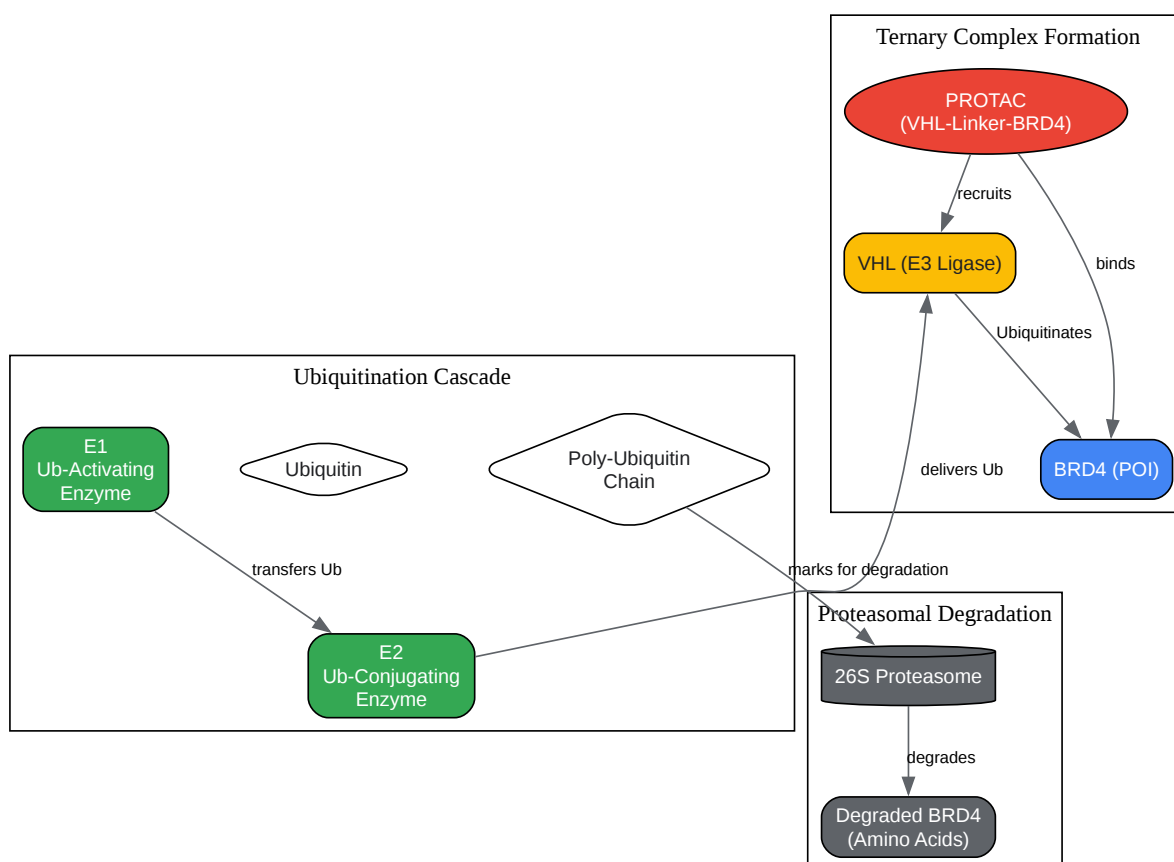 Ternary Complex Formation
PROTAC
(VHL-Linker-BRD4)
recruits
VHL (E3 Ligase)
binds
Ubiquitinates
BRD4 (POI)
delivers Ub
Ubiquitination Cascade
E1
Ub-Activating
Enzyme
Ubiquitin
Poly-Ubiquitin
Chain
transfers Ub
marks for degradation
E2
Ub-Conjugating
Enzyme
Proteasomal Degradation
26S Proteasome
degrades
Degraded BRD4
(Amino Acids)